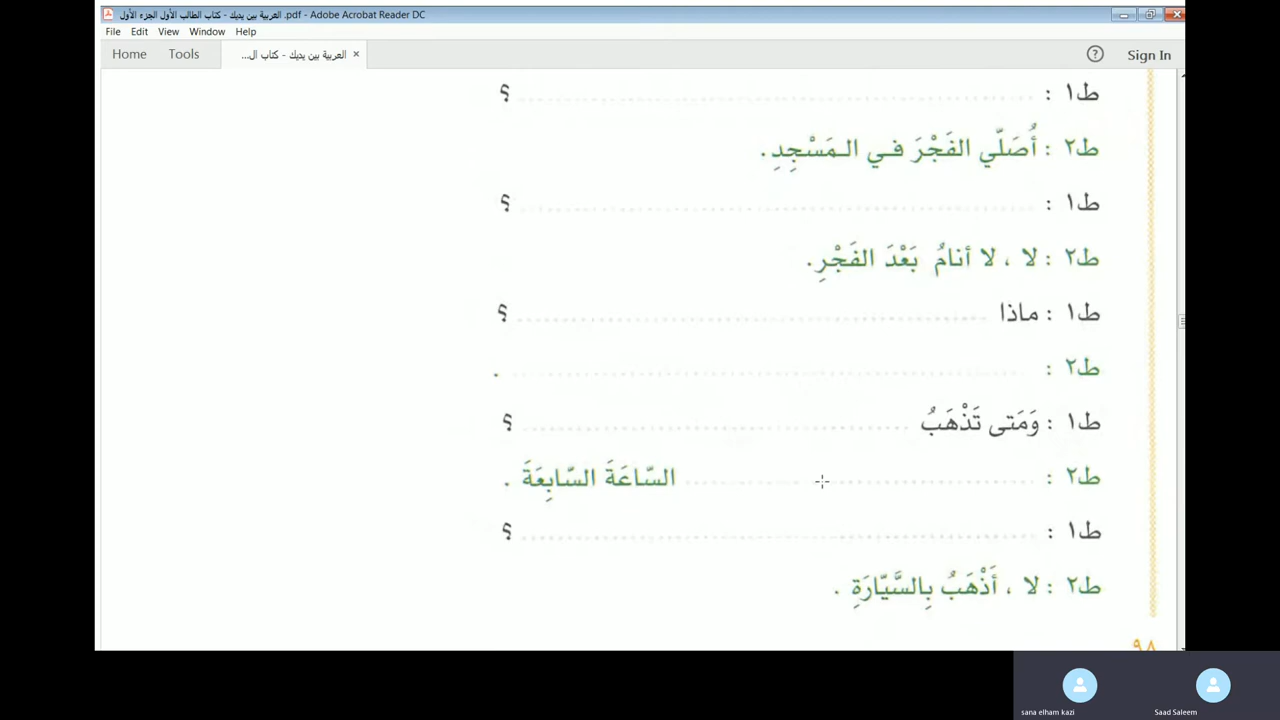 العربية بين يديك - كتاب الطالب الأول الجزء الأول .pdf - Adobe Acrobat Reader DC
File Edit View Window Help
Home Tools العربية بين يديك - كتاب ال... × Sign In
ط١ : ........ ؟
ط٢ : أُصَلّي الفَجْرَ في الـمَسْجِدِ.
ط١ : ........ ؟
ط٢ : لا ، لا أنامُ بَعْدَ الفَجْرِ.
ط١ : ماذا ........ ؟
ط٢ : ........ .
ط١ : وَمَتى تَذْهَبُ ........ ؟
ط٢ : ........ السّاعَةَ السّابِعَةَ .
ط١ : ........ ؟
ط٢ : لا ، أَذْهَبُ بِالسَّيّارَةِ .
٩٨
sana elham kazi
Saad Saleem